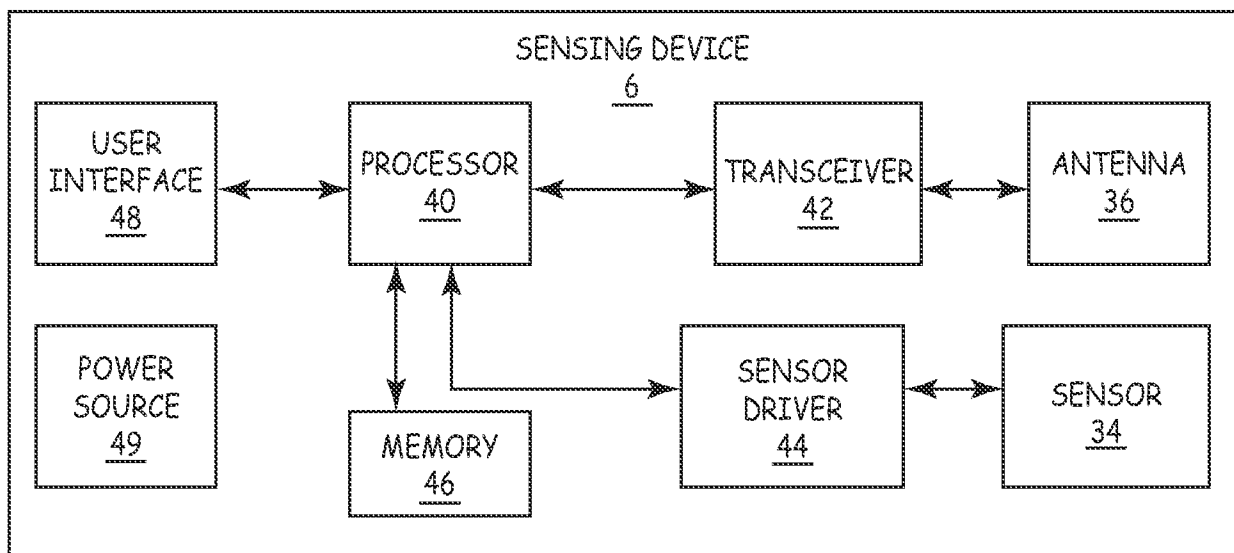 SENSING DEVICE
6
USER
INTERFACE
48
PROCESSOR
40
TRANSCEIVER
42
ANTENNA
36
POWER
SOURCE
49
MEMORY
46
SENSOR
DRIVER
44
SENSOR
34